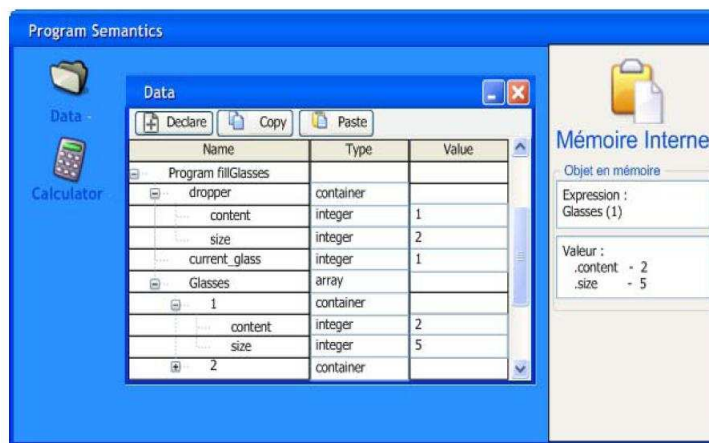 Program Semantics
Data
Calculator
Data
Declare Copy Paste
Name Type Value
Program fillGlasses
dropper container
content integer 1
size integer 2
current_glass integer 1
Glasses array
1 container
content integer 2
size integer 5
2 container
Mémoire Interne
Objet en mémoire
Expression :
Glasses (1)
Valeur :
.content - 2
.size - 5